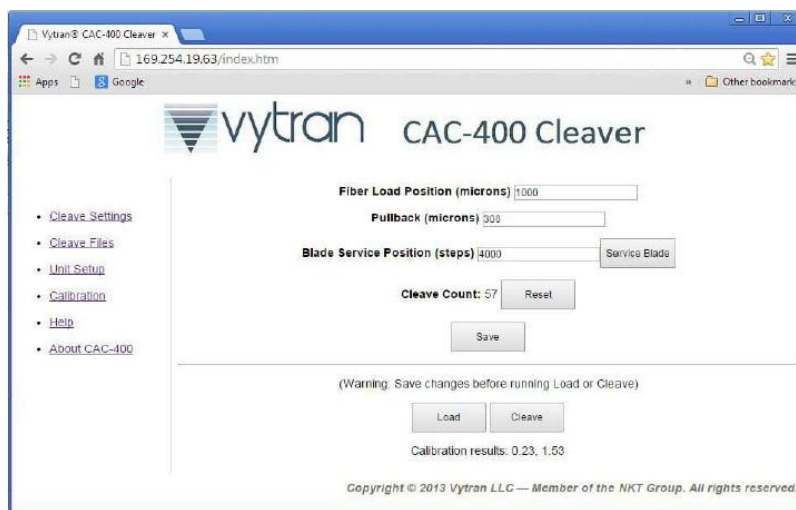 Vytran® CAC-400 Cleaver
169.254.19.63/index.htm
Apps Google » Other bookmark
vytran CAC-400 Cleaver
Fiber Load Position (microns) 1000
Cleave Settings
Pullback (microns) 300
Cleave Files
Blade Service Position (steps) 4000 Service Blade
Unit Setup
Calibration
Cleave Count: 57 Reset
Help
Save
About CAC-400
(Warning: Save changes before running Load or Cleave)
Load Cleave
Calibration results: 0.23, 1.53
Copyright © 2013 Vytran LLC — Member of the NKT Group. All rights reserved.